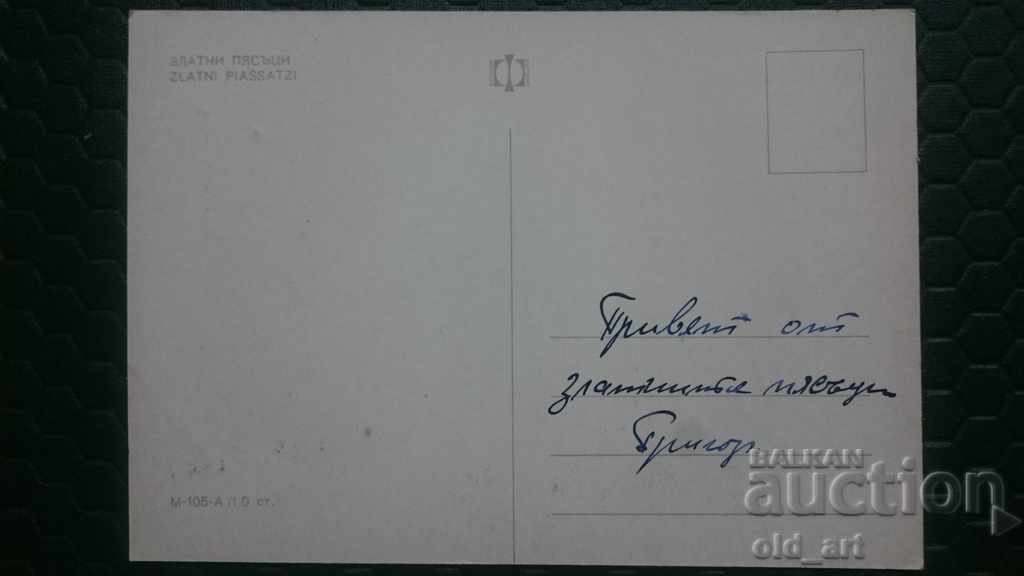 ЗЛАТНИ ПЯСЪЦИ
ZLATNI PIASSATZI
М-105-А /1.0 ст.
Привет от
златните пясъци
Григор
BALKAN
auction
old_art